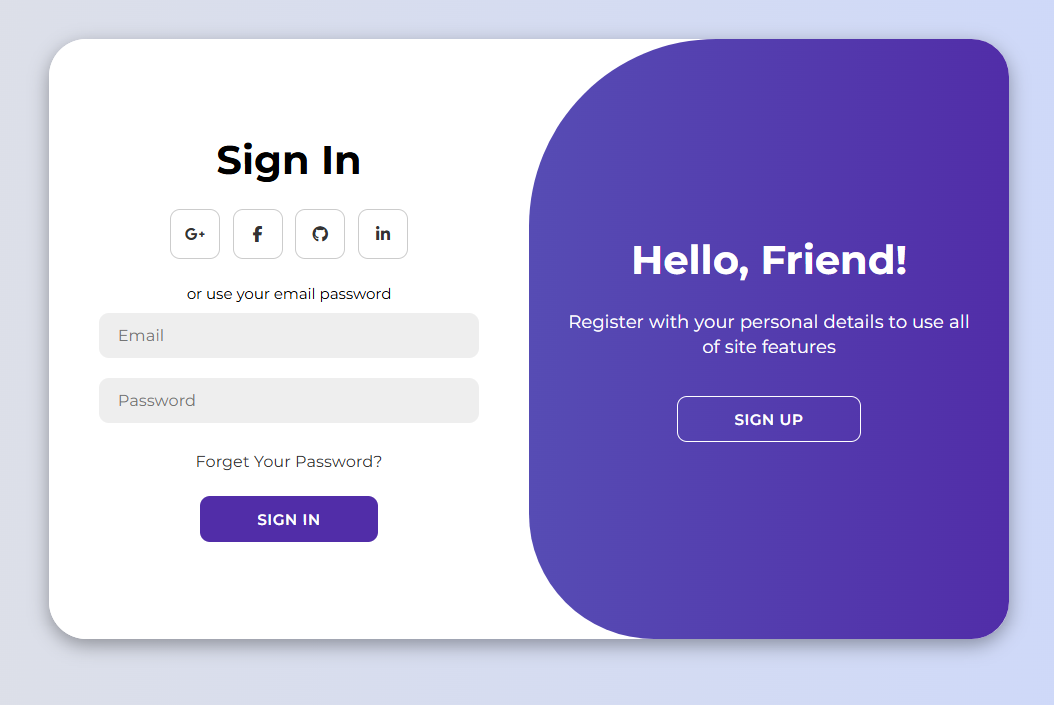 Sign In
G+
f
in
or use your email password
Email
Password
Forget Your Password?
SIGN IN
Hello, Friend!
Register with your personal details to use all
of site features
SIGN UP